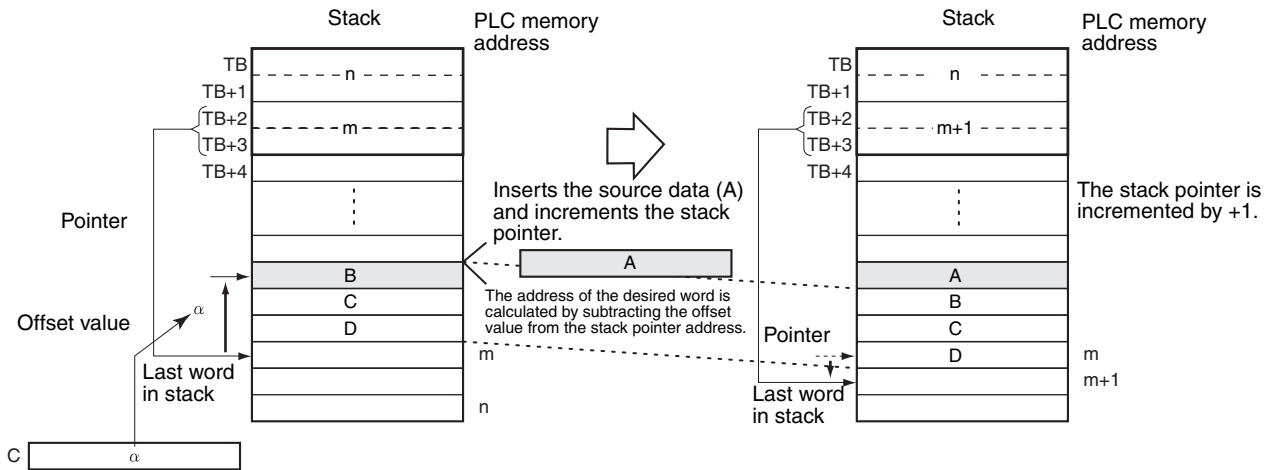 Stack
PLC memory
address
TB
n
TB+1
TB+2
m
TB+3
TB+4
Pointer
Inserts the source data (A)
and increments the stack
pointer.
A
B
C
D
The address of the desired word is
calculated by subtracting the offset
value from the stack pointer address.
Offset value
α
Last word
in stack
m
n
C
α
Stack
PLC memory
address
TB
n
TB+1
TB+2
m+1
TB+3
TB+4
The stack pointer is
incremented by +1.
A
B
C
Pointer
D
m
m+1
Last word
in stack